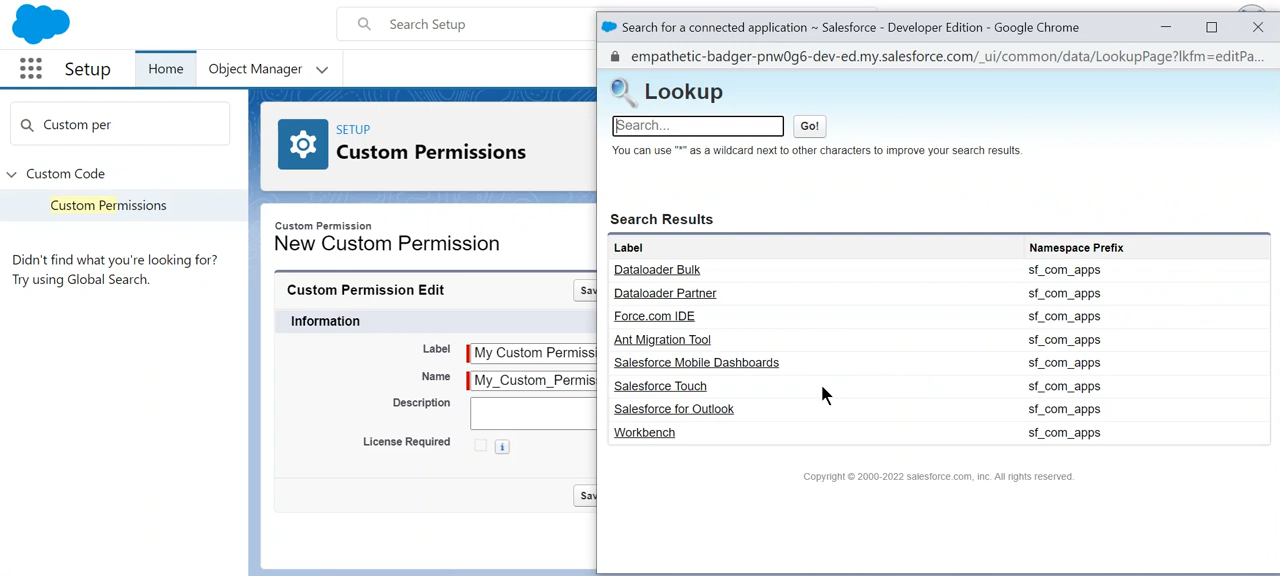 Search Setup
Setup
Home
Object Manager
Custom per
Custom Code
Custom Permissions
Didn't find what you're looking for?
Try using Global Search.
SETUP
Custom Permissions
Custom Permission
New Custom Permission
Custom Permission Edit
Sav
Information
Label
My Custom Permissi
Name
My_Custom_Permis
Description
License Required
i
Sav
Search for a connected application ~ Salesforce - Developer Edition - Google Chrome
empathetic-badger-pnw0g6-dev-ed.my.salesforce.com/_ui/common/data/LookupPage?lkfm=editPa...
Lookup
Search...
Go!
You can use "*" as a wildcard next to other characters to improve your search results.
Search Results
Label Namespace Prefix
Dataloader Bulk sf_com_apps
Dataloader Partner sf_com_apps
Force.com IDE sf_com_apps
Ant Migration Tool sf_com_apps
Salesforce Mobile Dashboards sf_com_apps
Salesforce Touch sf_com_apps
Salesforce for Outlook sf_com_apps
Workbench sf_com_apps
Copyright © 2000-2022 salesforce.com, inc. All rights reserved.